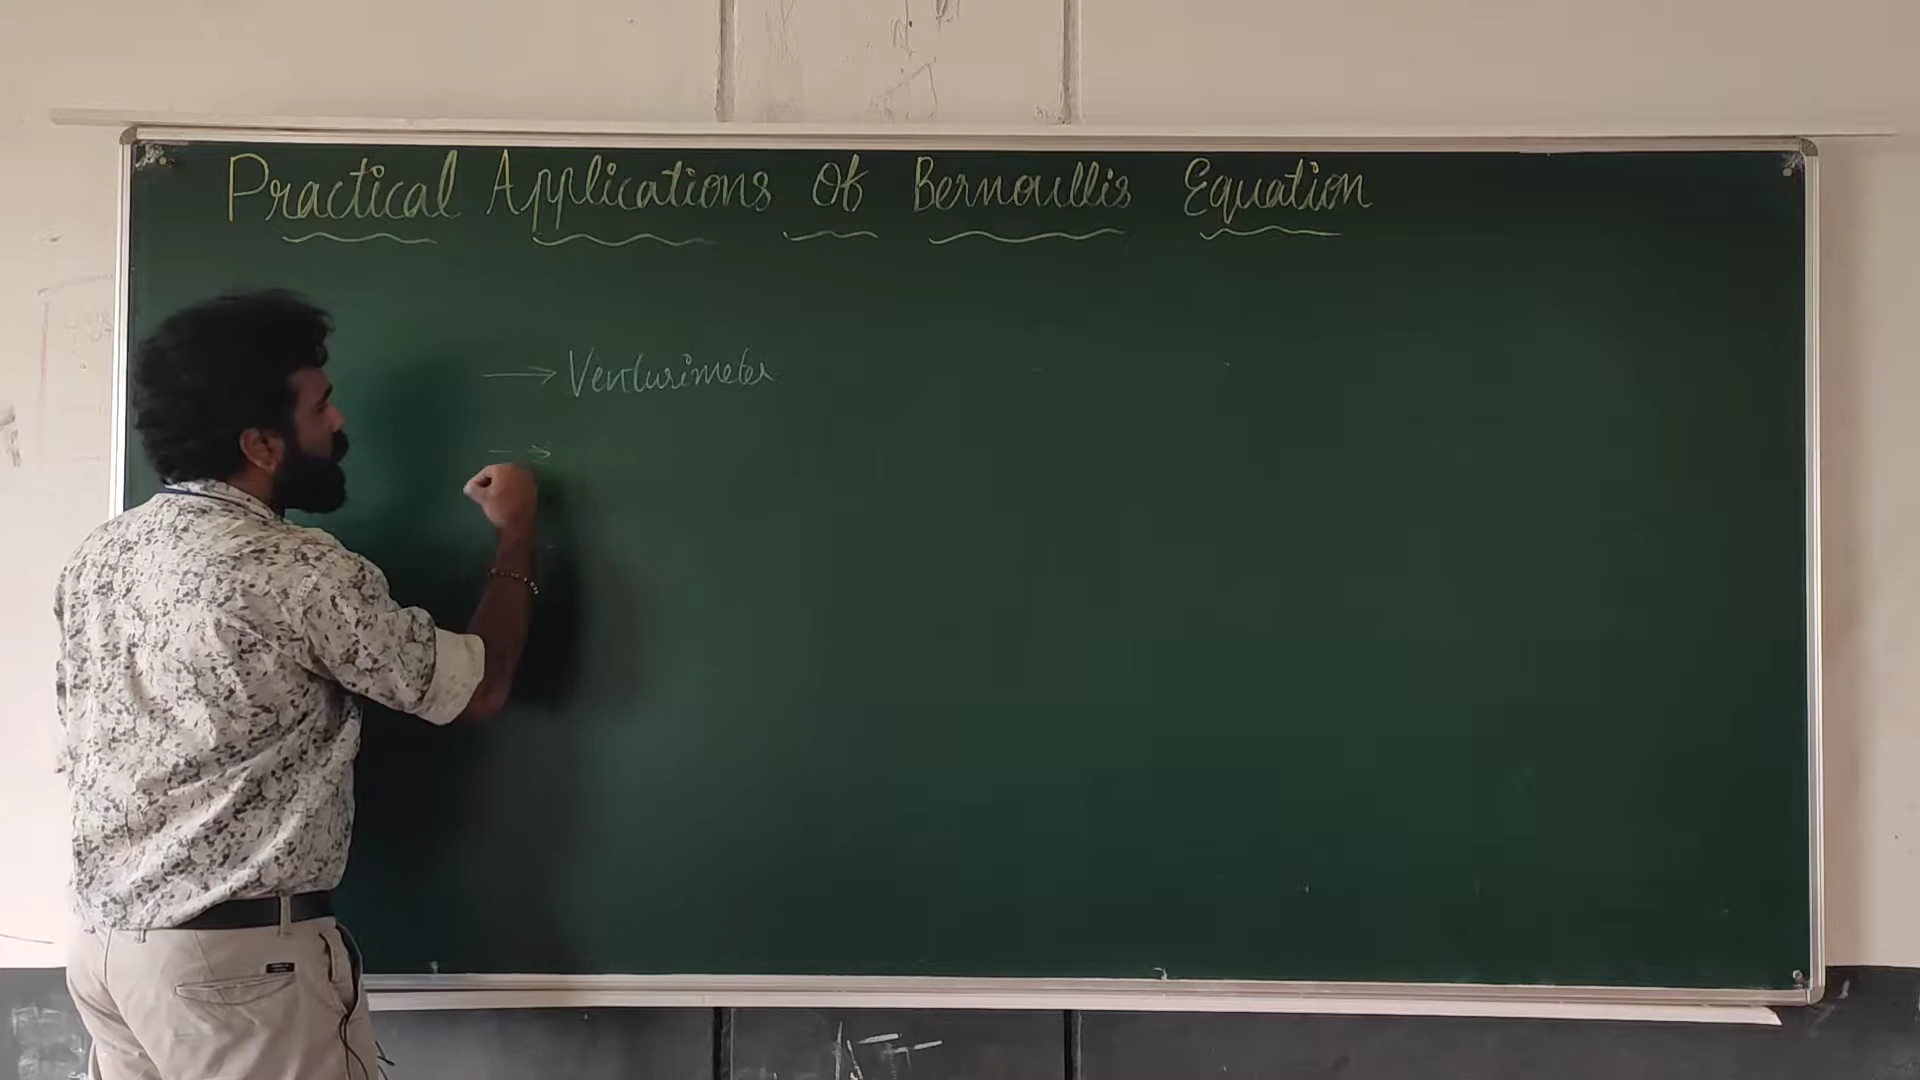 Practical Applications Of Bernoullis Equation
→ Venturimeter
→